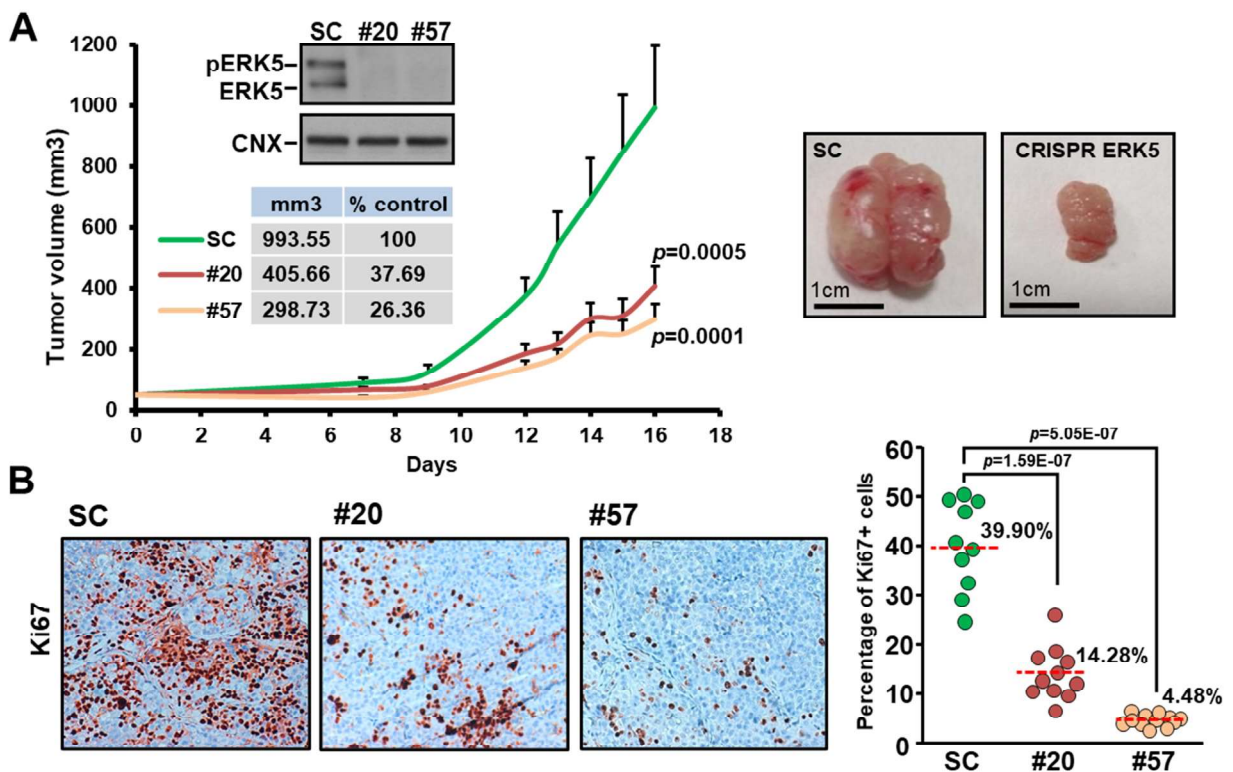 A
SC #20 #57
pERK5
ERK5
CNX
mm3 % control
SC 993.55 100
#20 405.66 37.69
#57 298.73 26.36
Tumor volume (mm3)
1200
1000
800
600
400
200
0
0 2 4 6 8 10 12 14 16 18
Days
p=0.0005
p=0.0001
SC
1cm
CRISPR ERK5
1cm
B
SC
#20
#57
Ki67
Percentage of Ki67+ cells
60
50
40
30
20
10
0
p=5.05E-07
p=1.59E-07
39.90%
14.28%
4.48%
SC #20 #57